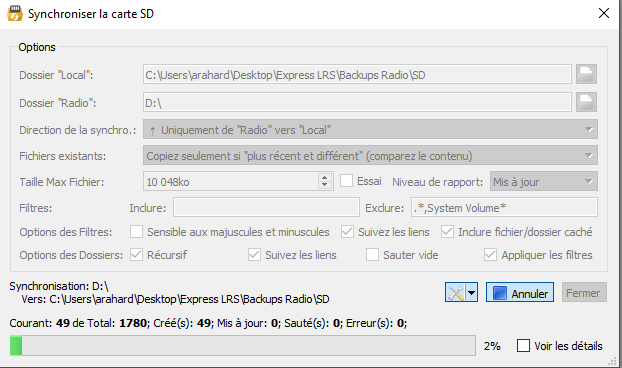 Synchroniser la carte SD
Options
Dossier "Local": C:\Users\arahard\Desktop\Express LRS\Backups Radio\SD
Dossier "Radio": D:\
Direction de la synchro.: ↑ Uniquement de "Radio" vers "Local"
Fichiers existants: Copiez seulement si "plus récent et différent" (comparez le contenu)
Taille Max Fichier: 10 048ko Essai Niveau de rapport: Mis à jour
Filtres: Inclure: Exclure: .*,System Volume*
Options des Filtres: Sensible aux majuscules et minuscules Suivez les liens Inclure fichier/dossier caché
Options des Dossiers: Récursif Suivez les liens Sauter vide Appliquer les filtres
Synchronisation: D:\
Vers: C:\Users\arahard\Desktop\Express LRS\Backups Radio\SD
Annuler Fermer
Courant: 49 de Total: 1780; Créé(s): 49; Mis à jour: 0; Sauté(s): 0; Erreur(s): 0;
2% Voir les détails